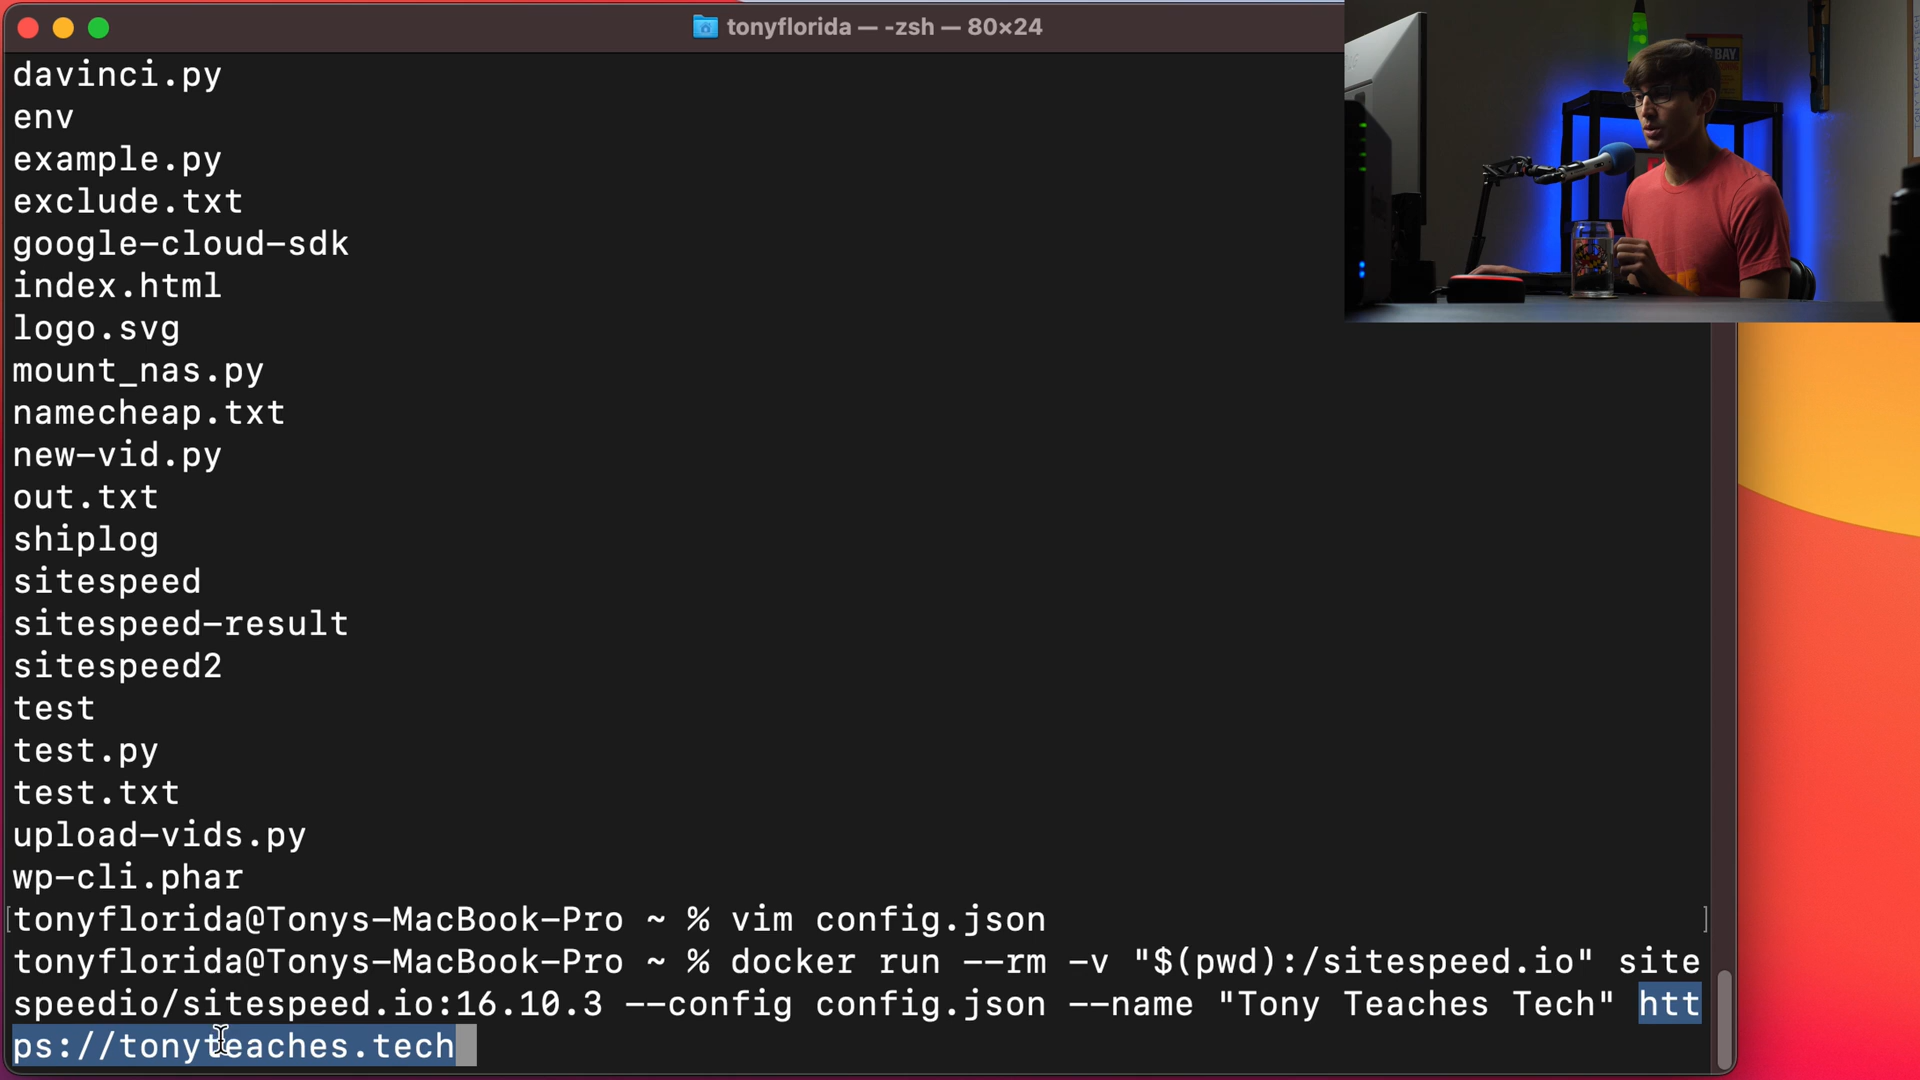 tonyflorida — -zsh — 80×24
davinci.py
env
example.py
exclude.txt
google-cloud-sdk
index.html
logo.svg
mount_nas.py
namecheap.txt
new-vid.py
out.txt
shiplog
sitespeed
sitespeed-result
sitespeed2
test
test.py
test.txt
upload-vids.py
wp-cli.phar
[tonyflorida@Tonys-MacBook-Pro ~ % vim config.json ]
tonyflorida@Tonys-MacBook-Pro ~ % docker run --rm -v "$(pwd):/sitespeed.io" site
speedio/sitespeed.io:16.10.3 --config config.json --name "Tony Teaches Tech" htt
ps://tonyteaches.tech